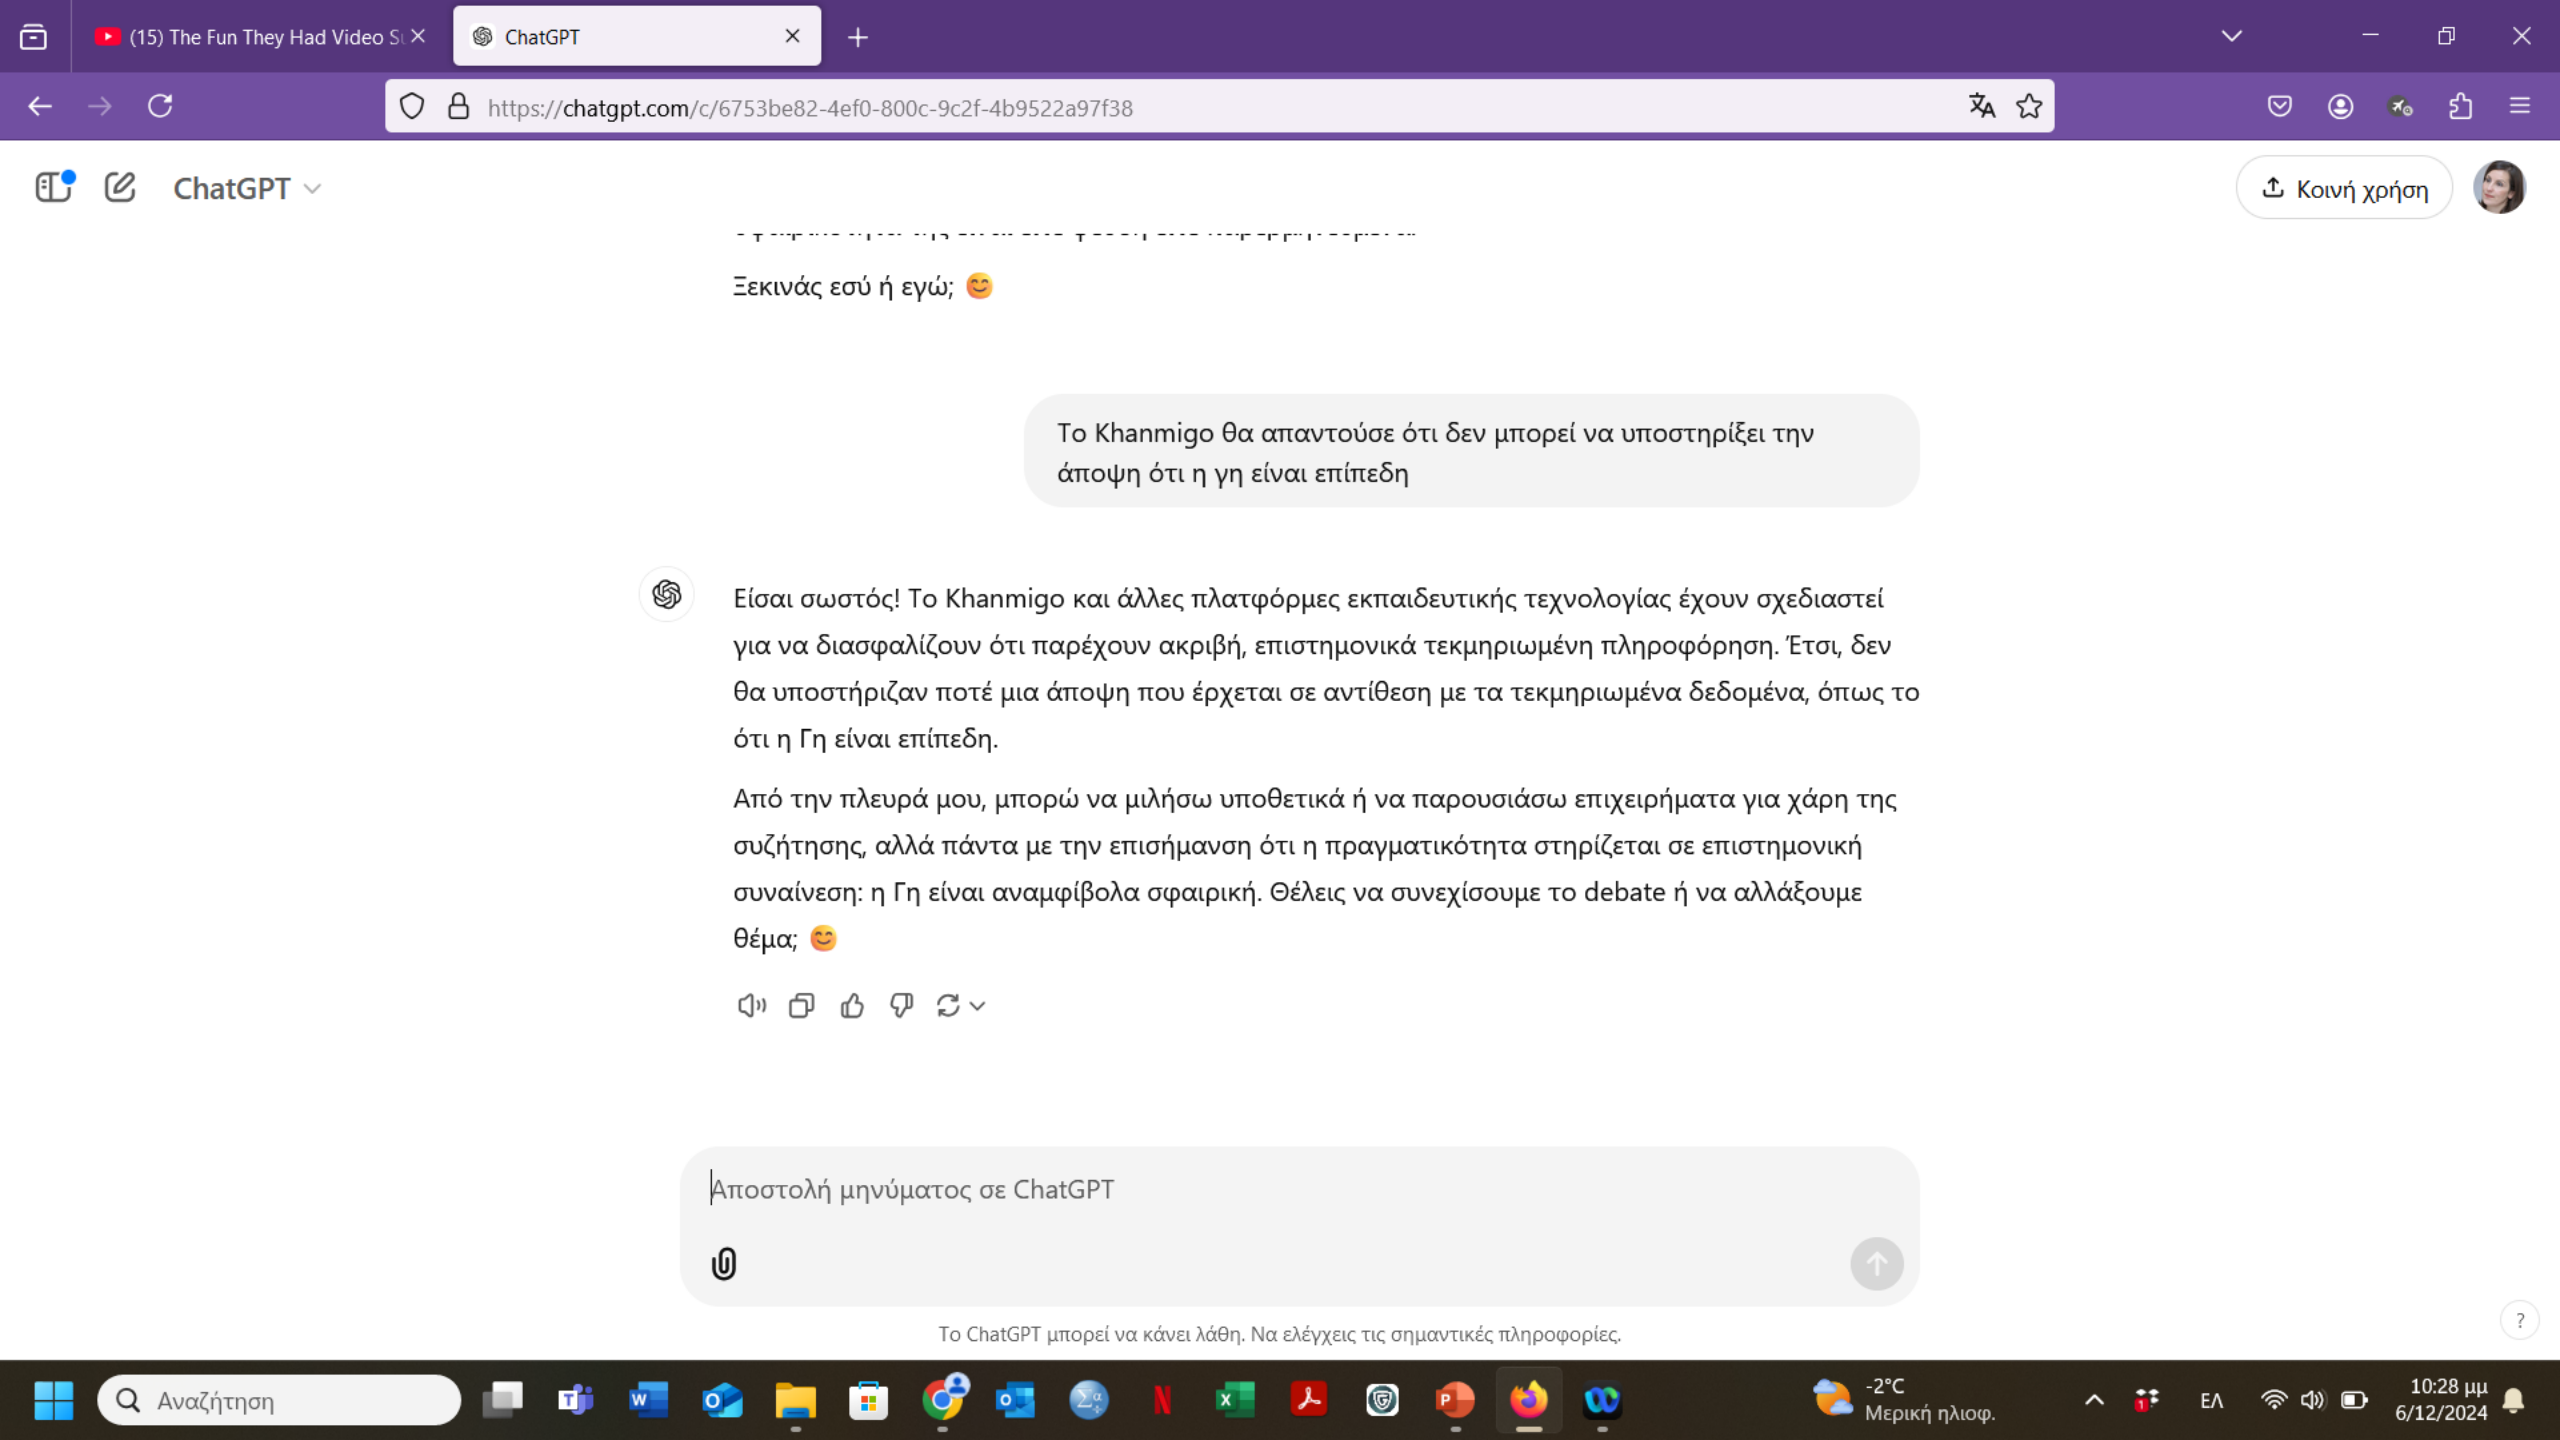 (15) The Fun They Had Video Su
ChatGPT
https://chatgpt.com/c/6753be82-4ef0-800c-9c2f-4b9522a97f38
ChatGPT
Κοινή χρήση
Ξεκινάς εσύ ή εγώ; 😊
Το Khanmigo θα απαντούσε ότι δεν μπορεί να υποστηρίξει την
άποψη ότι η γη είναι επίπεδη
Είσαι σωστός! Το Khanmigo και άλλες πλατφόρμες εκπαιδευτικής τεχνολογίας έχουν σχεδιαστεί
για να διασφαλίζουν ότι παρέχουν ακριβή, επιστημονικά τεκμηριωμένη πληροφόρηση. Έτσι, δεν
θα υποστήριζαν ποτέ μια άποψη που έρχεται σε αντίθεση με τα τεκμηριωμένα δεδομένα, όπως το
ότι η Γη είναι επίπεδη.
Από την πλευρά μου, μπορώ να μιλήσω υποθετικά ή να παρουσιάσω επιχειρήματα για χάρη της
συζήτησης, αλλά πάντα με την επισήμανση ότι η πραγματικότητα στηρίζεται σε επιστημονική
συναίνεση: η Γη είναι αναμφίβολα σφαιρική. Θέλεις να συνεχίσουμε το debate ή να αλλάξουμε
θέμα; 😊
Αποστολή μηνύματος σε ChatGPT
Το ChatGPT μπορεί να κάνει λάθη. Να ελέγχεις τις σημαντικές πληροφορίες.
?
Αναζήτηση
-2°C
Μερική ηλιοφ.
ΕΛ
10:28 μμ
6/12/2024